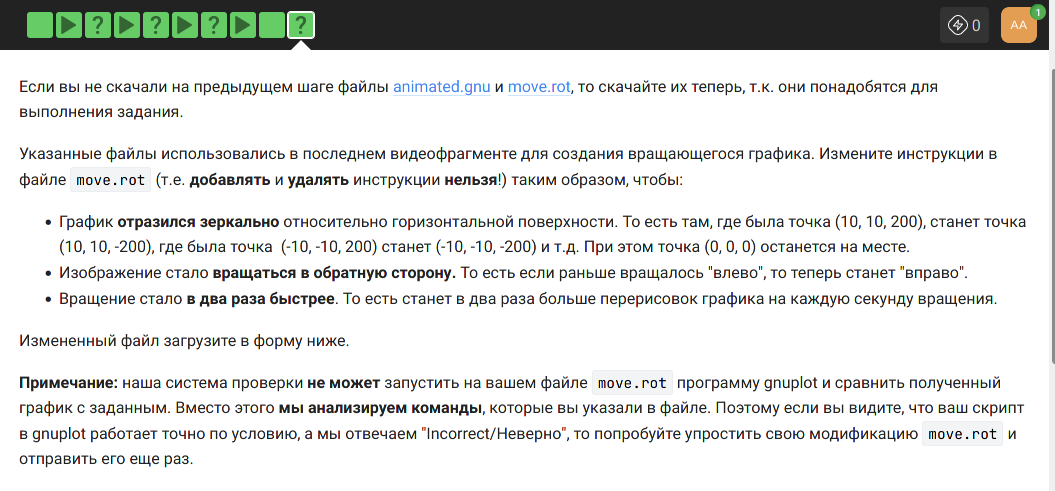 ? ? ? ?
0
AA
1
Если вы не скачали на предыдущем шаге файлы animated.gnu и move.rot, то скачайте их теперь, т.к. они понадобятся для
выполнения задания.
Указанные файлы использовались в последнем видеофрагменте для создания вращающегося графика. Измените инструкции в
файле move.rot (т.е. добавлять и удалять инструкции нельзя!) таким образом, чтобы:
• График отразился зеркально относительно горизонтальной поверхности. То есть там, где была точка (10, 10, 200), станет точка
(10, 10, -200), где была точка (-10, -10, 200) станет (-10, -10, -200) и т.д. При этом точка (0, 0, 0) останется на месте.
• Изображение стало вращаться в обратную сторону. То есть если раньше вращалось "влево", то теперь станет "вправо".
• Вращение стало в два раза быстрее. То есть станет в два раза больше перерисовок графика на каждую секунду вращения.
Измененный файл загрузите в форму ниже.
Примечание: наша система проверки не может запустить на вашем файле move.rot программу gnuplot и сравнить полученный
график с заданным. Вместо этого мы анализируем команды, которые вы указали в файле. Поэтому если вы видите, что ваш скрипт
в gnuplot работает точно по условию, а мы отвечаем "Incorrect/Неверно", то попробуйте упростить свою модификацию move.rot и
отправить его еще раз.